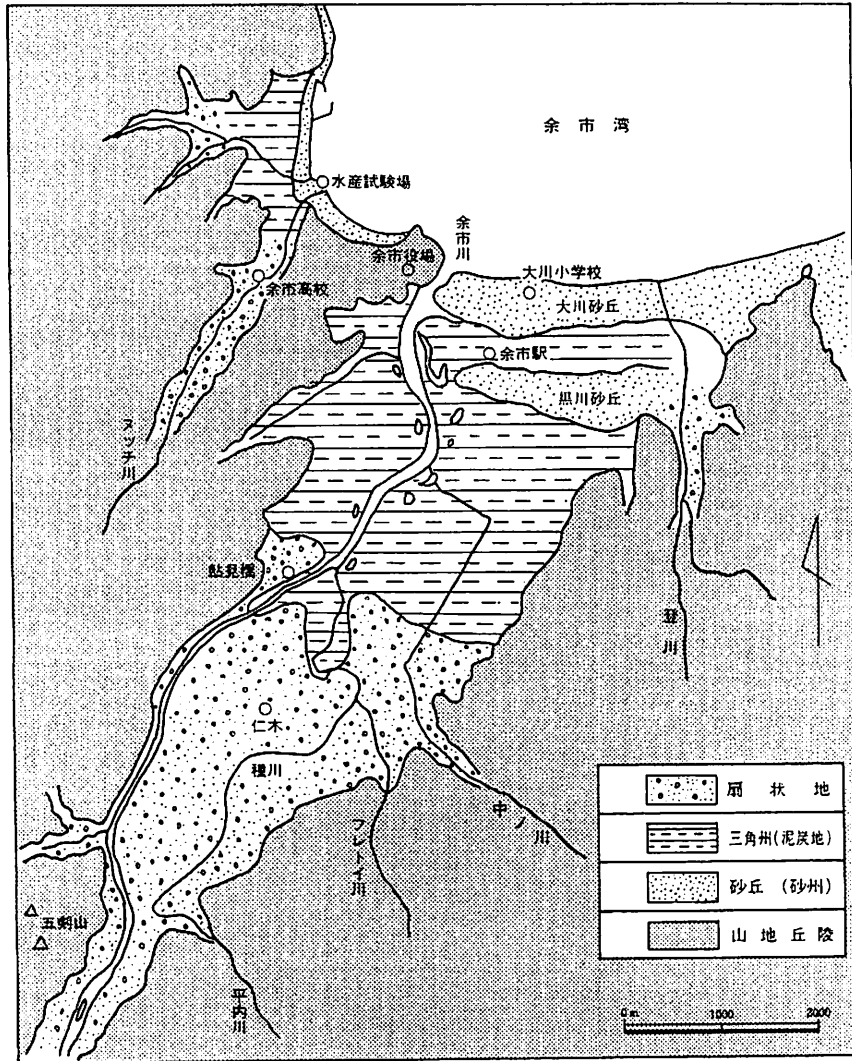 余市湾
水産試験場
余市川
余市役場
大川小学校
大川砂丘
余市高校
余市駅
黒川砂丘
ヌッチ川
鮎見橋
登川
仁木
種川
中ノ川
フレトイ川
五剣山
平内川
扇状地
三角州(泥炭地)
砂丘 (砂州)
山地丘陵
0m 1000 2000